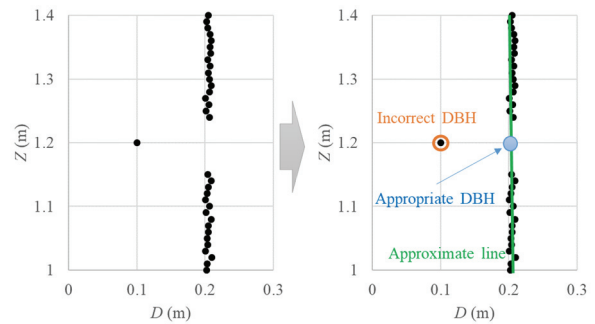 1.4
1.3
1.2
1.1
1
0
0.1
0.2
0.3
Z (m)
D (m)
1.4
1.3
1.2
1.1
1
0
0.1
0.2
0.3
Z (m)
D (m)
Incorrect DBH
Appropriate DBH
Approximate line